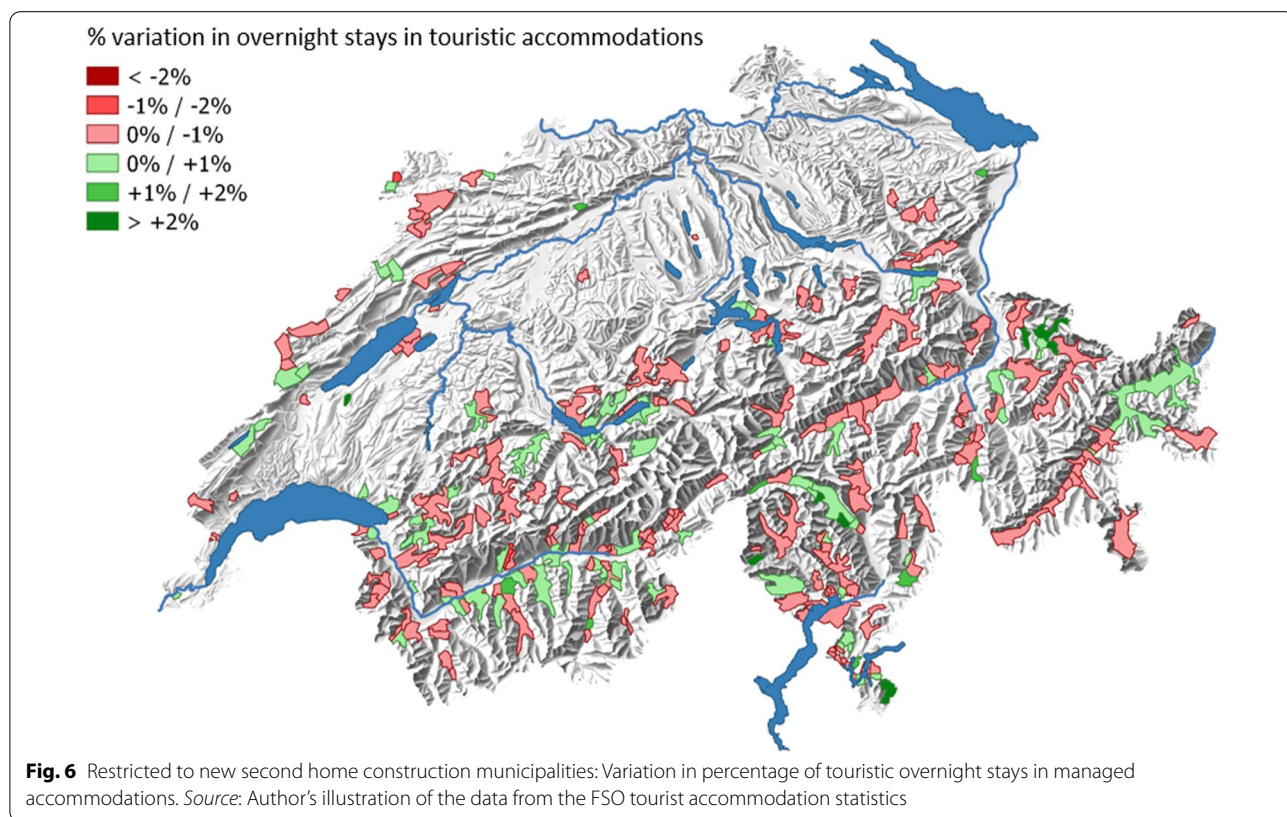 % variation in overnight stays in touristic accommodations
< -2%
-1% / -2%
0% / -1%
0% / +1%
+1% / +2%
> +2%
Fig. 6 Restricted to new second home construction municipalities: Variation in percentage of touristic overnight stays in managed
accommodations. Source: Author's illustration of the data from the FSO tourist accommodation statistics